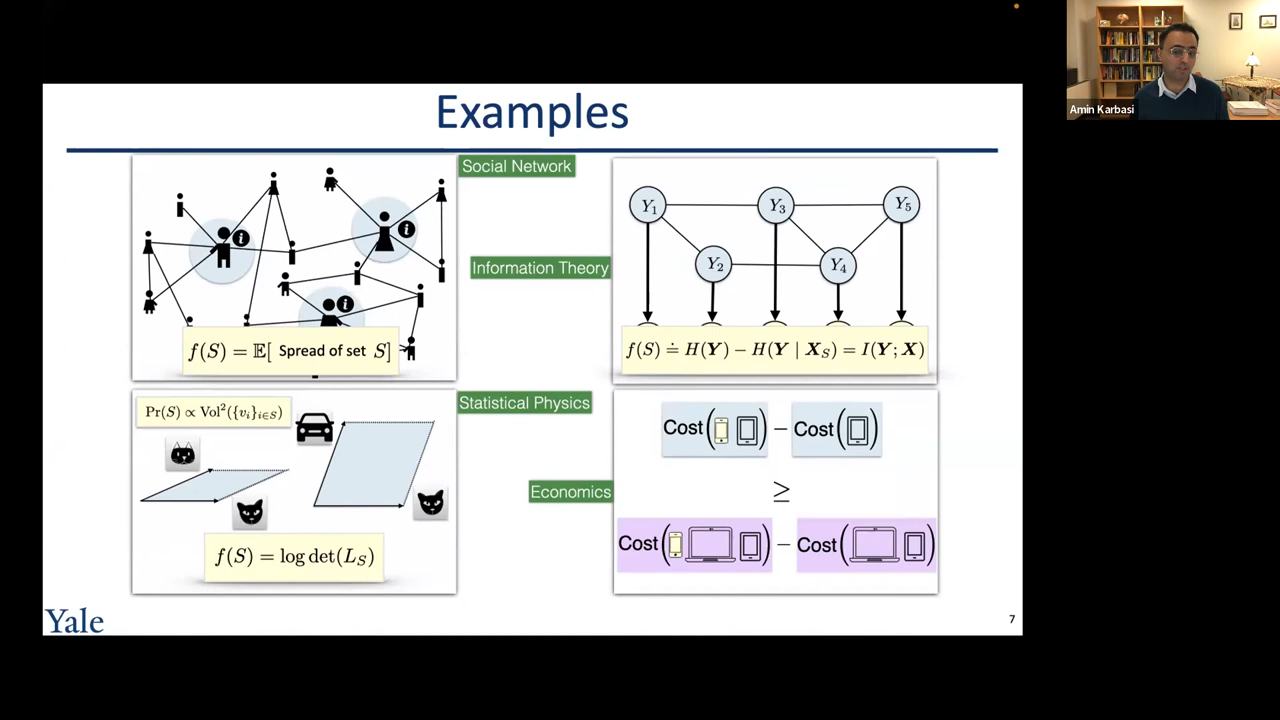 Amin Karbasi
Examples
Social Network
i
i
i
f(S) = 𝔼[ Spread of set S]
Information Theory
Y₁ Y₃ Y₅
Y₂ Y₄
f(S) ≐ H(Y) − H(Y | X_S) = I(Y; X)
Statistical Physics
Pr(S) ∝ Vol²({v_i}_{i∈S})
f(S) = log det(L_S)
Economics
Cost( ) − Cost( )
≥
Cost( ) − Cost( )
Yale
7